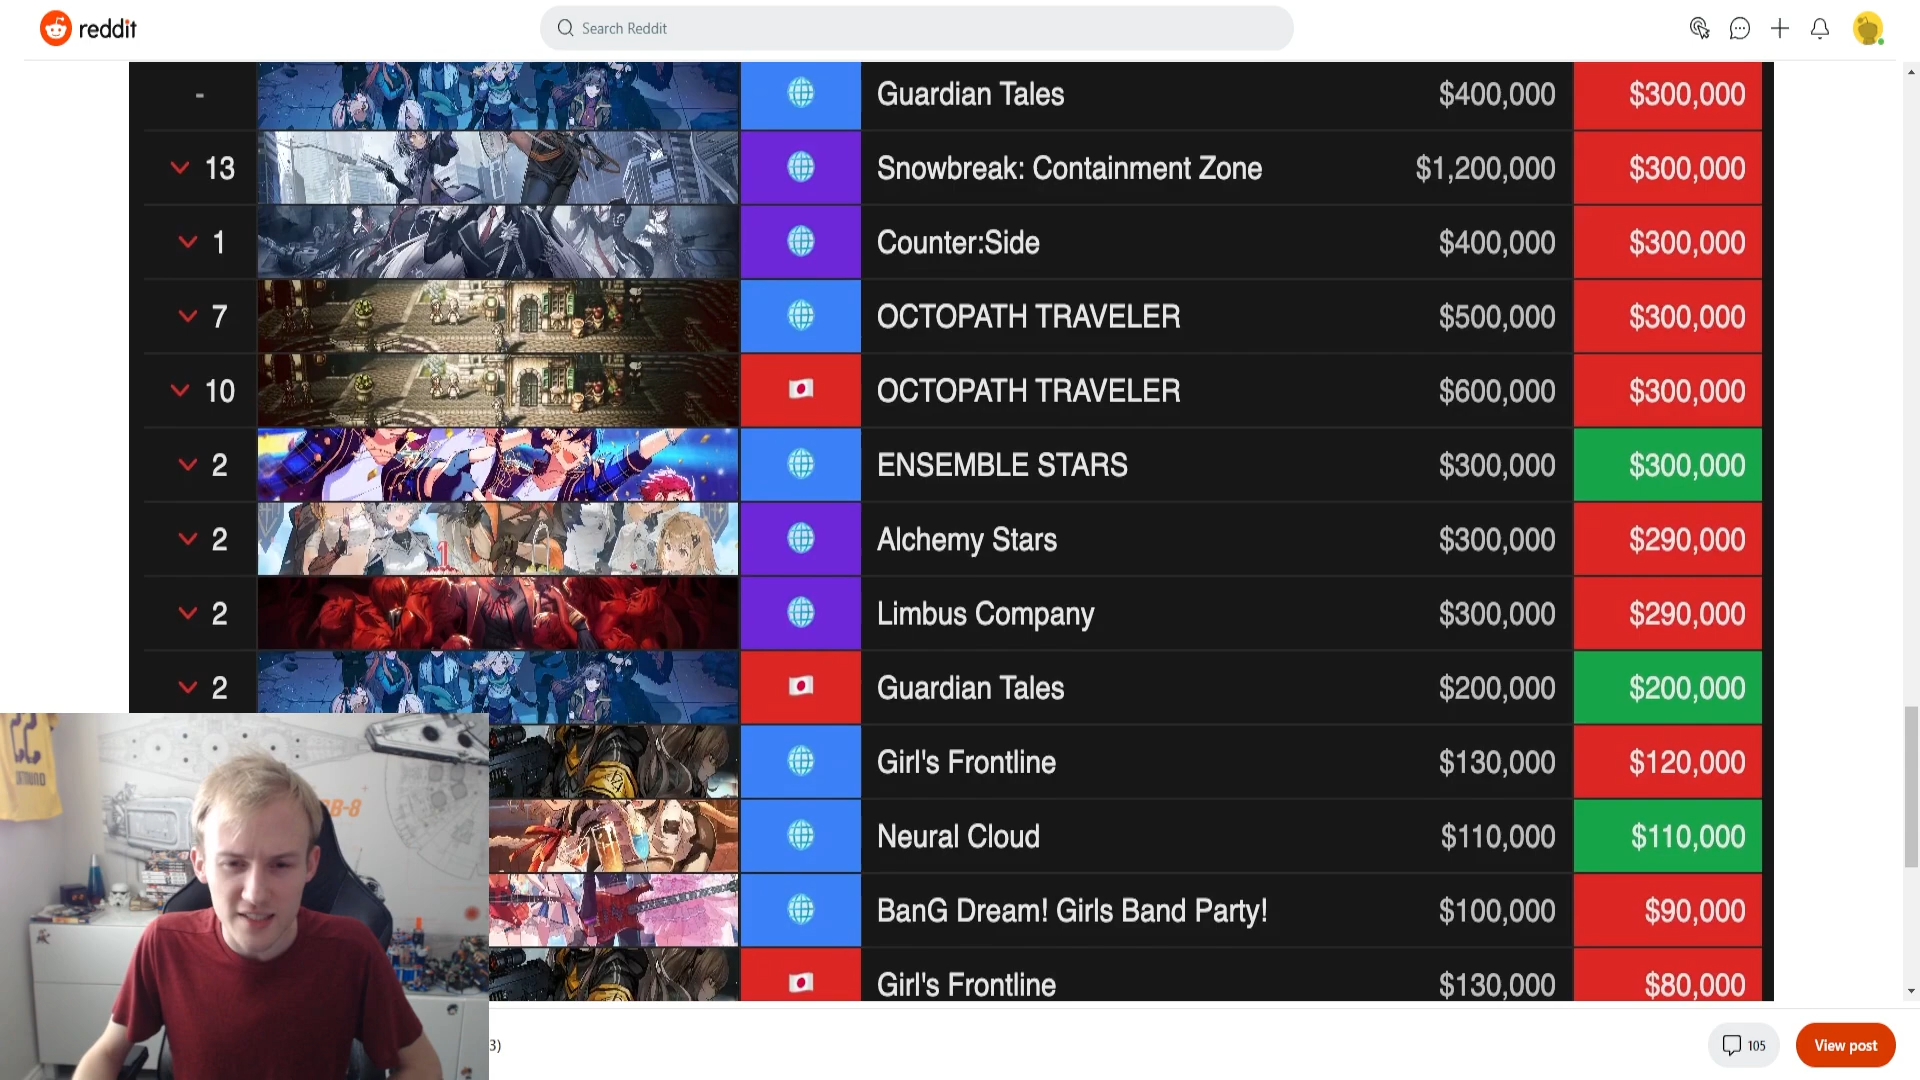 reddit
Search Reddit
- Guardian Tales $400,000 $300,000
13 Snowbreak: Containment Zone $1,200,000 $300,000
1 Counter:Side $400,000 $300,000
7 OCTOPATH TRAVELER $500,000 $300,000
10 OCTOPATH TRAVELER $600,000 $300,000
2 ENSEMBLE STARS $300,000 $300,000
2 Alchemy Stars $300,000 $290,000
2 Limbus Company $300,000 $290,000
2 Guardian Tales $200,000 $200,000
Girl's Frontline $130,000 $120,000
Neural Cloud $110,000 $110,000
BanG Dream! Girls Band Party! $100,000 $90,000
Girl's Frontline $130,000 $80,000
22
BB-8
3)
105
View post